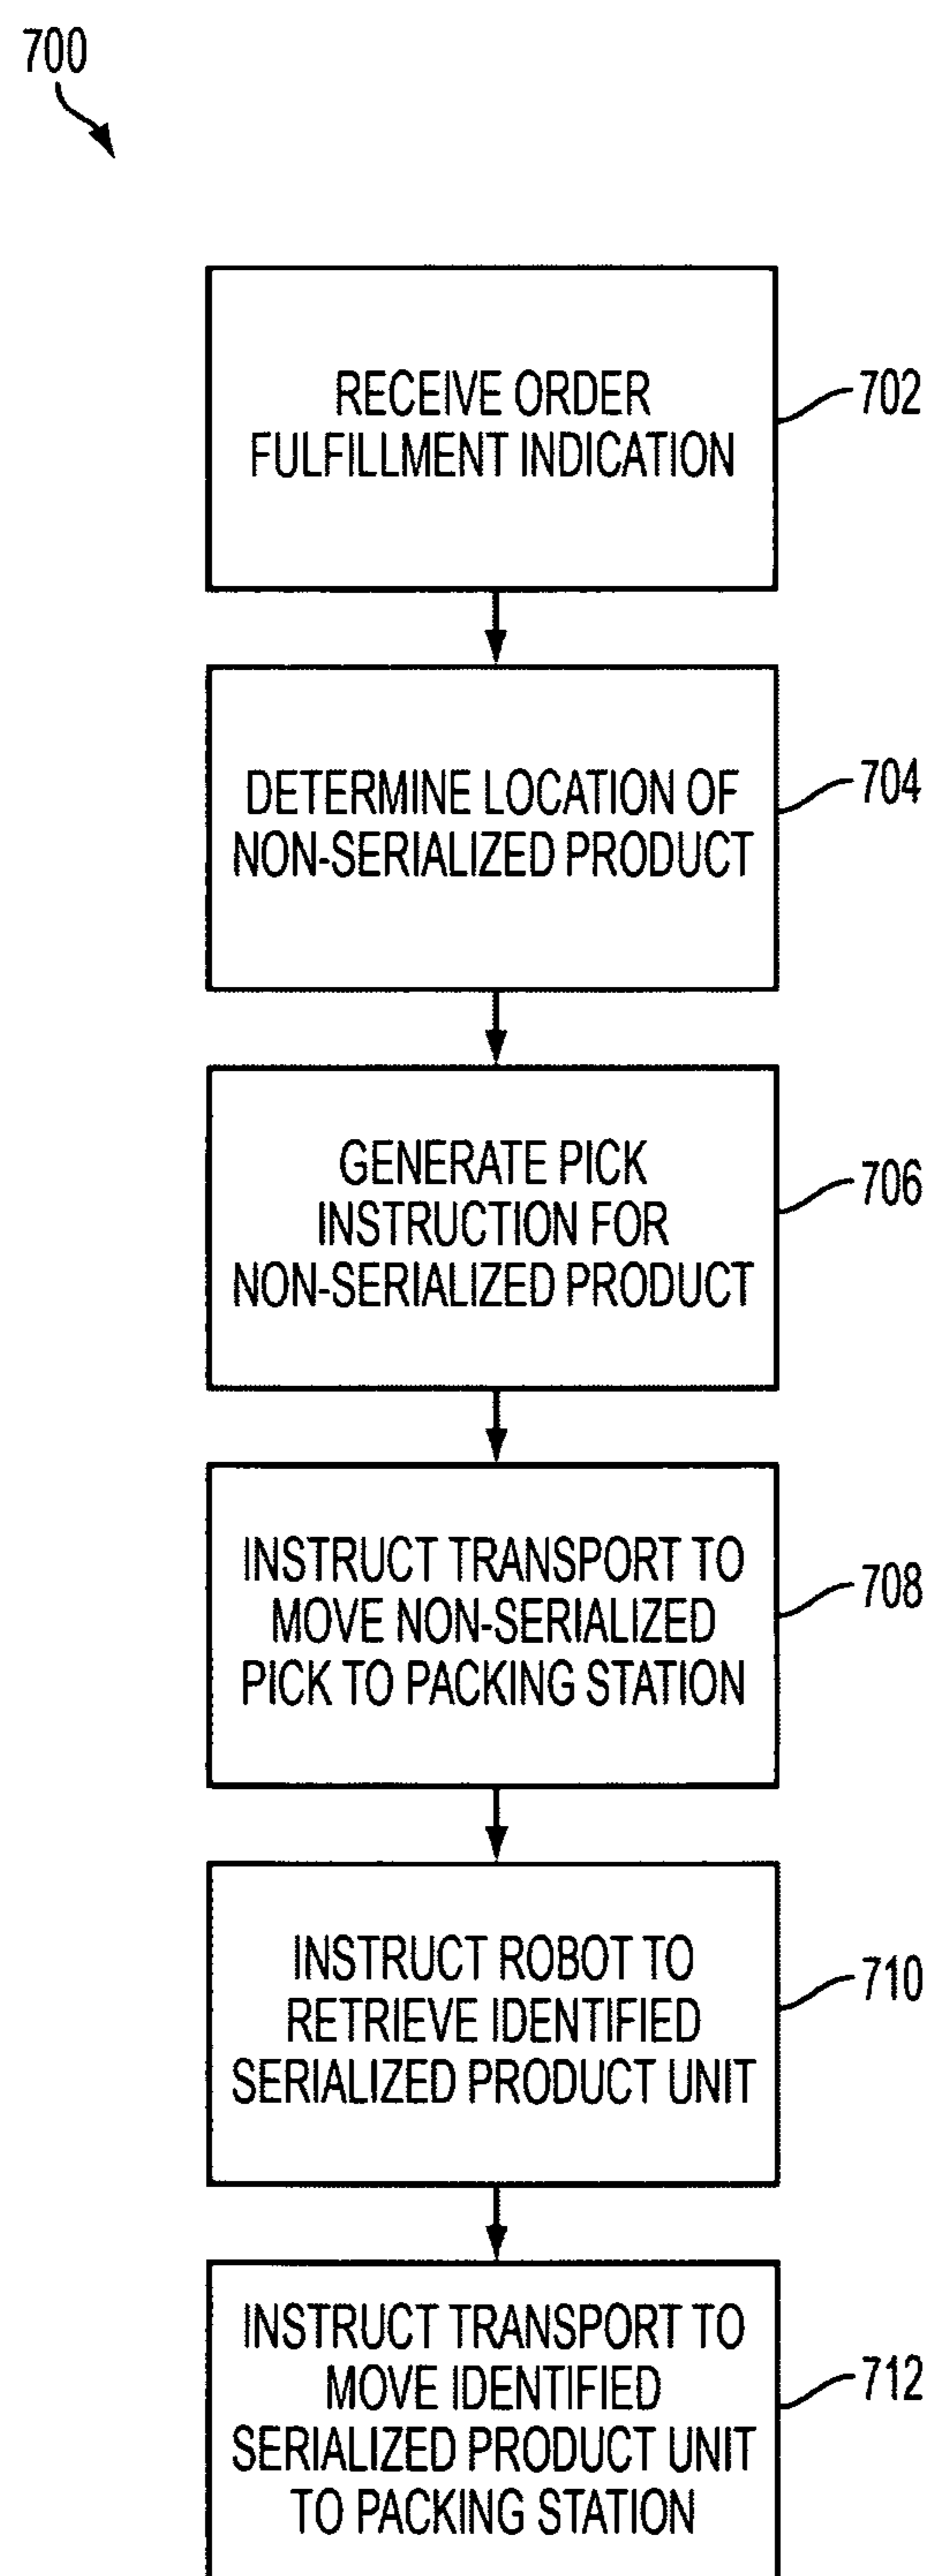 700
RECEIVE ORDER
FULFILLMENT INDICATION
702
DETERMINE LOCATION OF
NON-SERIALIZED PRODUCT
704
GENERATE PICK
INSTRUCTION FOR
NON-SERIALIZED PRODUCT
706
INSTRUCT TRANSPORT TO
MOVE NON-SERIALIZED
PICK TO PACKING STATION
708
INSTRUCT ROBOT TO
RETRIEVE IDENTIFIED
SERIALIZED PRODUCT UNIT
710
INSTRUCT TRANSPORT TO
MOVE IDENTIFIED
SERIALIZED PRODUCT UNIT
TO PACKING STATION
712